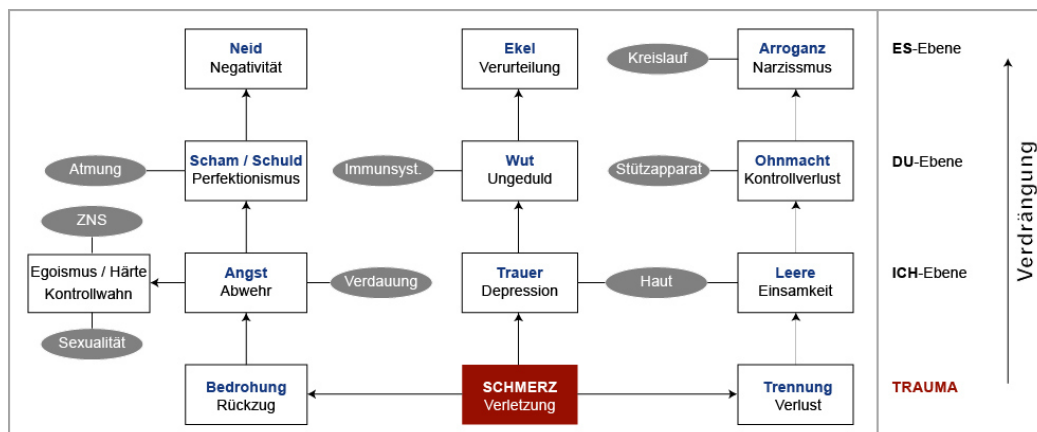 Neid
Negativität
Ekel
Verurteilung
Kreislauf
Arroganz
Narzissmus
ES-Ebene
Atmung
Scham / Schuld
Perfektionismus
Immunsyst.
Wut
Ungeduld
Stützapparat
Ohnmacht
Kontrollverlust
DU-Ebene
ZNS
Egoismus / Härte
Kontrollwahn
Sexualität
Angst
Abwehr
Verdauung
Trauer
Depression
Haut
Leere
Einsamkeit
ICH-Ebene
Bedrohung
Rückzug
SCHMERZ
Verletzung
Trennung
Verlust
TRAUMA
Verdrängung